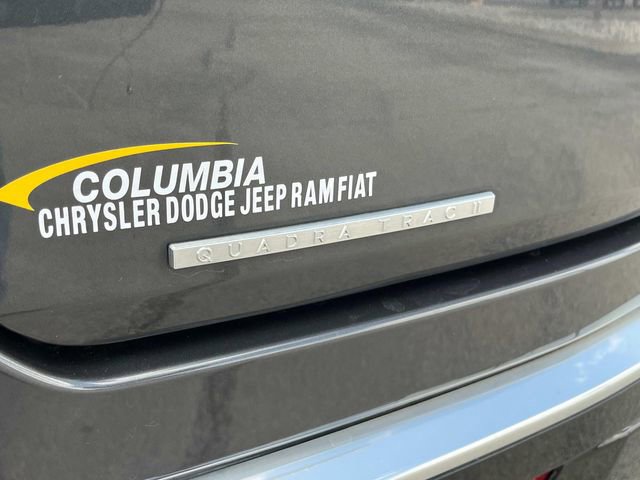 COLUMBIA
CHRYSLER DODGE JEEP RAM FIAT
QUADRA TRAC II